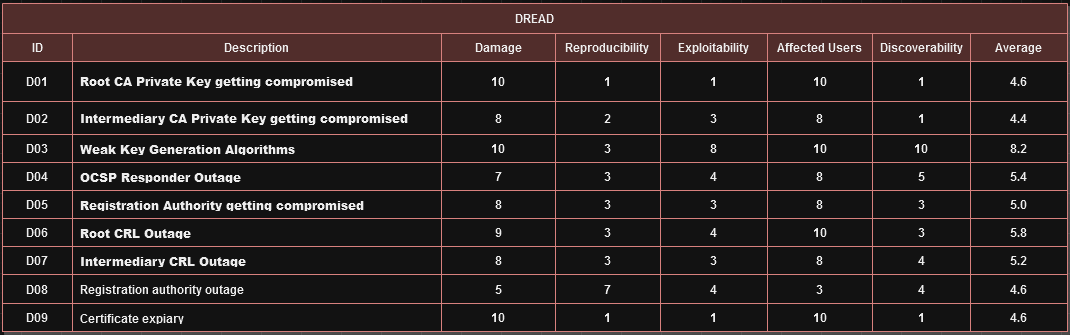 DREAD
ID Description Damage Reproducibility Exploitability Affected Users Discoverability Average
D01 Root CA Private Key getting compromised 10 1 1 10 1 4.6
D02 Intermediary CA Private Key getting compromised 8 2 3 8 1 4.4
D03 Weak Key Generation Algorithms 10 3 8 10 10 8.2
D04 OCSP Responder Outage 7 3 4 8 5 5.4
D05 Registration Authority getting compromised 8 3 3 8 3 5.0
D06 Root CRL Outage 9 3 4 10 3 5.8
D07 Intermediary CRL Outage 8 3 3 8 4 5.2
D08 Registration authority outage 5 7 4 3 4 4.6
D09 Certificate expiary 10 1 1 10 1 4.6